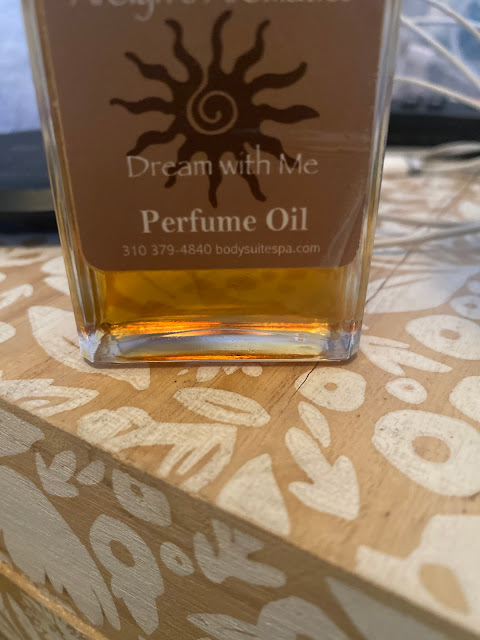 Dream with Me
Perfume Oil
310 379-4840 bodysuitespa.com